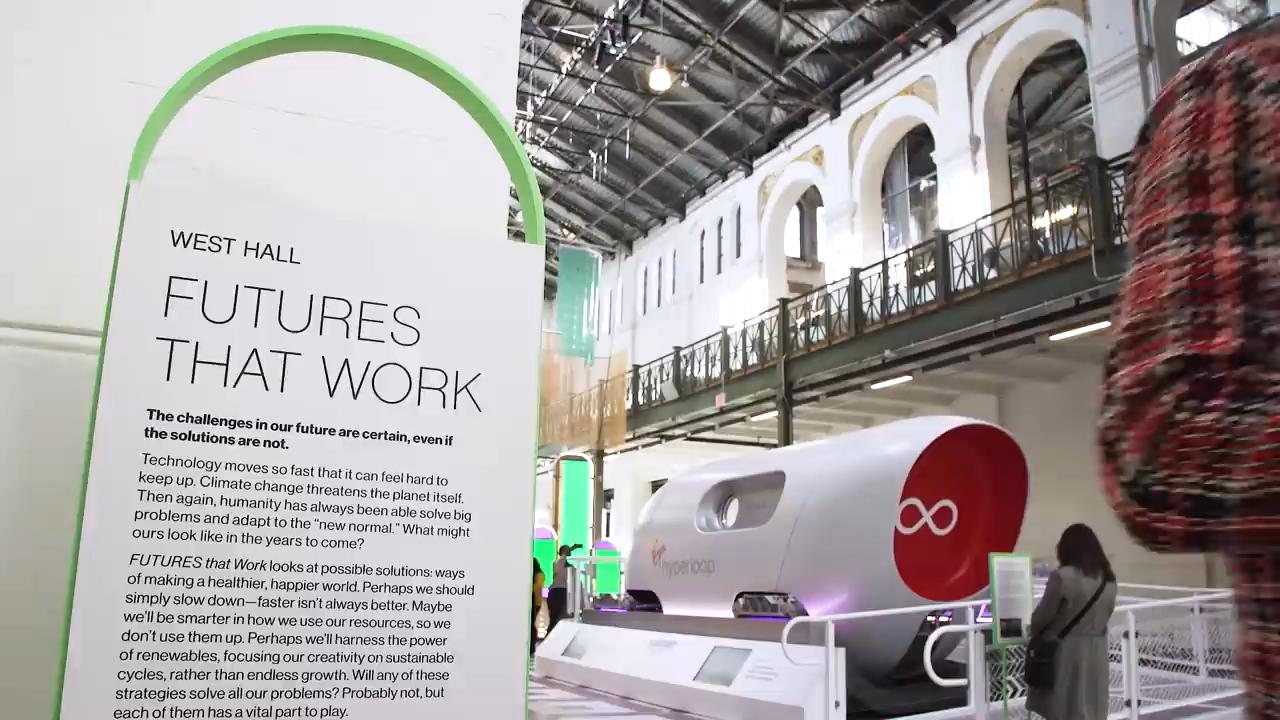 WEST HALL
FUTURES
THAT WORK
The challenges in our future are certain, even if
the solutions are not.
Technology moves so fast that it can feel hard to
keep up. Climate change threatens the planet itself.
Then again, humanity has always been able solve big
problems and adapt to the "new normal." What might
ours look like in the years to come?
FUTURES that Work looks at possible solutions: ways
of making a healthier, happier world. Perhaps we should
simply slow down—faster isn't always better. Maybe
we'll be smarter in how we use our resources, so we
don't use them up. Perhaps we'll harness the power
of renewables, focusing our creativity on sustainable
cycles, rather than endless growth. Will any of these
strategies solve all our problems? Probably not, but
each of them has a vital part to play.
Virgin
hyperloop